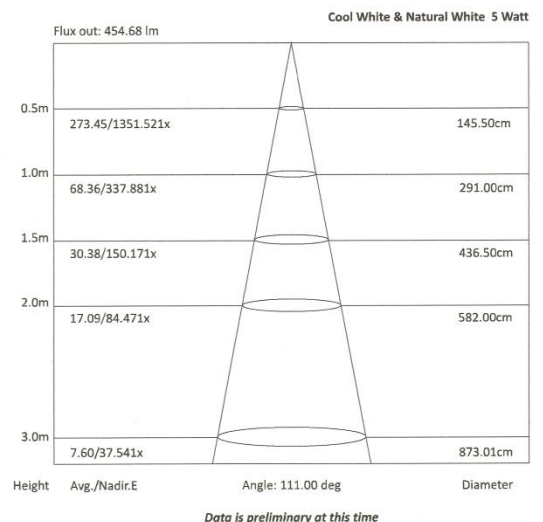 Cool White & Natural White 5 Watt
Flux out: 454.68 lm
0.5m
273.45/1351.521x 145.50cm
1.0m
68.36/337.881x 291.00cm
1.5m
30.38/150.171x 436.50cm
2.0m
17.09/84.471x 582.00cm
3.0m
7.60/37.541x 873.01cm
Height Avg./Nadir.E Angle: 111.00 deg Diameter
Data is preliminary at this time